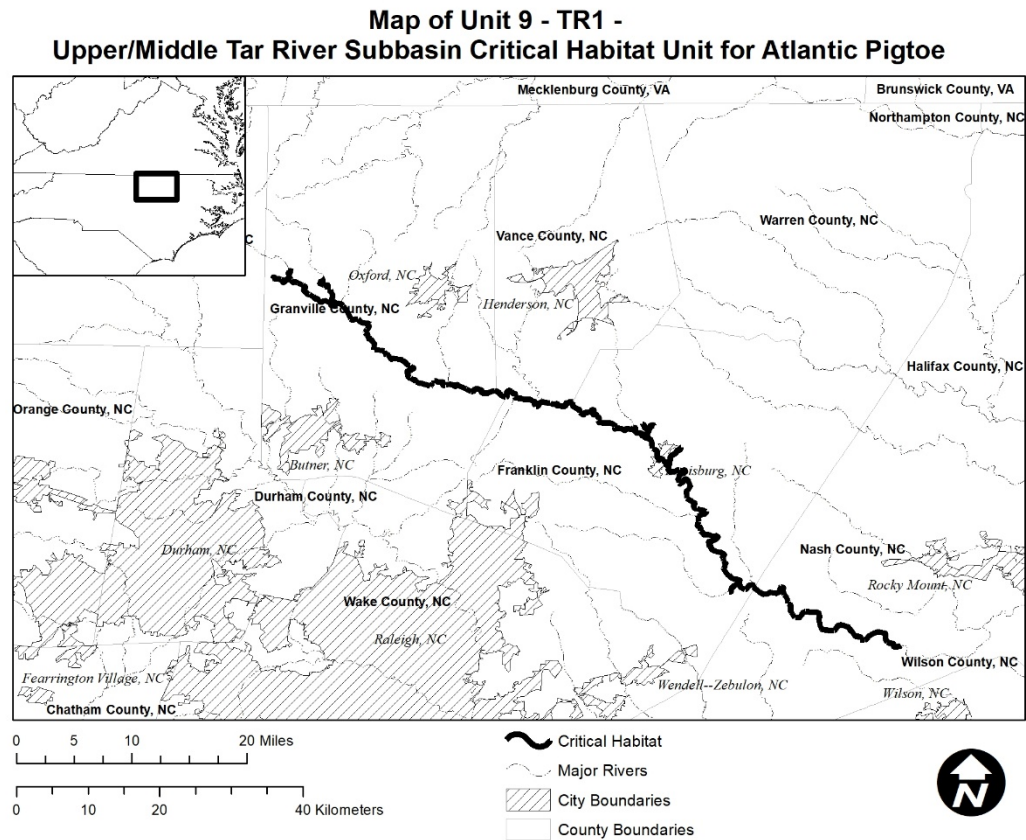 Map of Unit 9 - TR1 -
Upper/Middle Tar River Subbasin Critical Habitat Unit for Atlantic Pigtoe
Mecklenburg County, VA
Brunswick County, VA
Northampton County, NC
Warren County, NC
Vance County, NC
C
Oxford, NC
Henderson, NC
Granville County, NC
Halifax County, NC
Orange County, NC
Butner, NC
Franklin County, NC
isburg, NC
Durham County, NC
Durham, NC
Nash County, NC
Rocky Mount, NC
Wake County, NC
Raleigh, NC
Wilson County, NC
Fearrington Village, NC
Wendell--Zebulon, NC
Wilson, NC
Chatham County, NC
0 5 10 20 Miles
0 10 20 40 Kilometers
Critical Habitat
Major Rivers
City Boundaries
County Boundaries
N